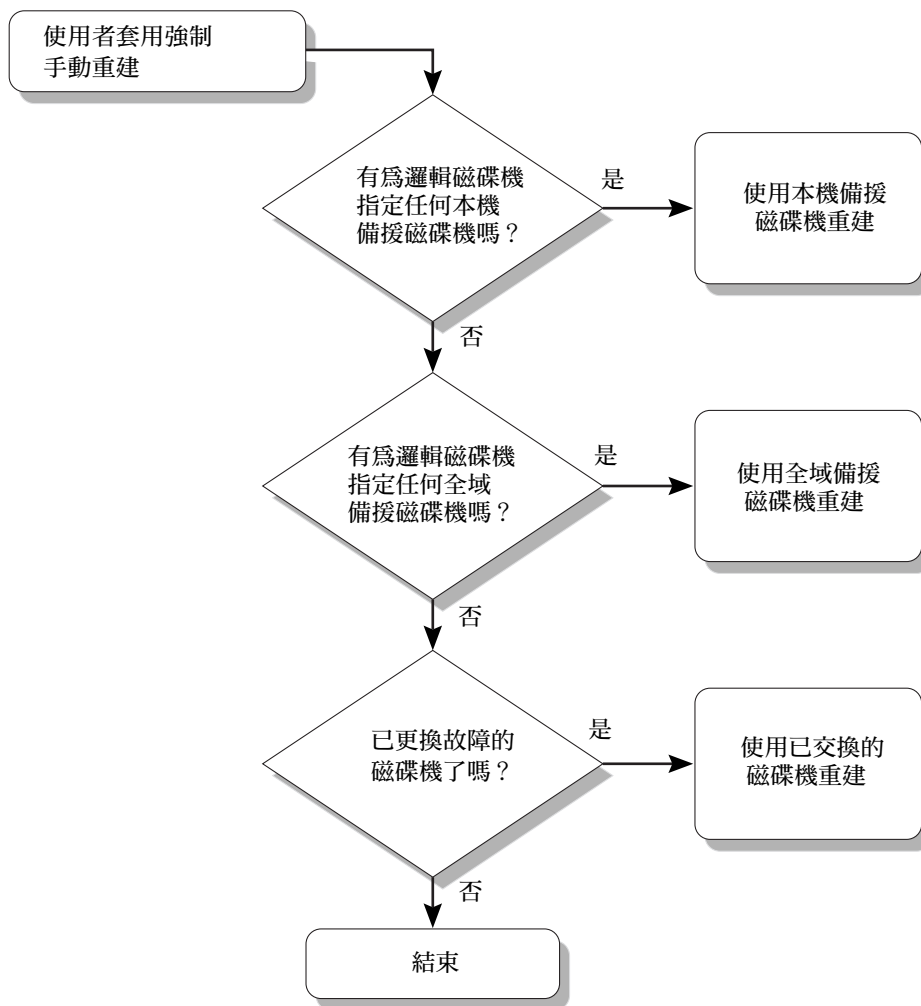 使用者套用強制
手動重建
有為邏輯磁碟機
指定任何本機
備援磁碟機嗎？
是
使用本機備援
磁碟機重建
否
有為邏輯磁碟機
指定任何全域
備援磁碟機嗎？
是
使用全域備援
磁碟機重建
否
已更換故障的
磁碟機了嗎？
是
使用已交換的
磁碟機重建
否
結束